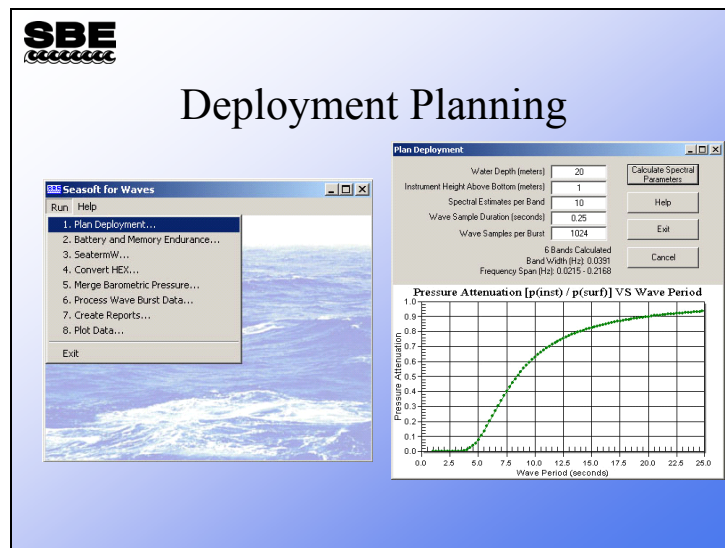 SBE
Deployment Planning
SBE Seasoft for Waves
Run Help
1. Plan Deployment...
2. Battery and Memory Endurance...
3. SeatermW...
4. Convert HEX...
5. Merge Barometric Pressure...
6. Process Wave Burst Data...
7. Create Reports...
8. Plot Data...
Exit
Plan Deployment
Water Depth (meters) 20
Instrument Height Above Bottom (meters) 1
Spectral Estimates per Band 10
Wave Sample Duration (seconds) 0.25
Wave Samples per Burst 1024
Calculate Spectral
Parameters
Help
Exit
Cancel
6 Bands Calculated
Band Width (Hz): 0.0391
Frequency Span (Hz): 0.0215 - 0.2168
Pressure Attenuation [p(inst) / p(surf)] VS Wave Period
Pressure Attenuation
1.0
0.9
0.8
0.7
0.6
0.5
0.4
0.3
0.2
0.1
0.0
0.0 2.5 5.0 7.5 10.0 12.5 15.0 17.5 20.0 22.5 25.0
Wave Period (seconds)